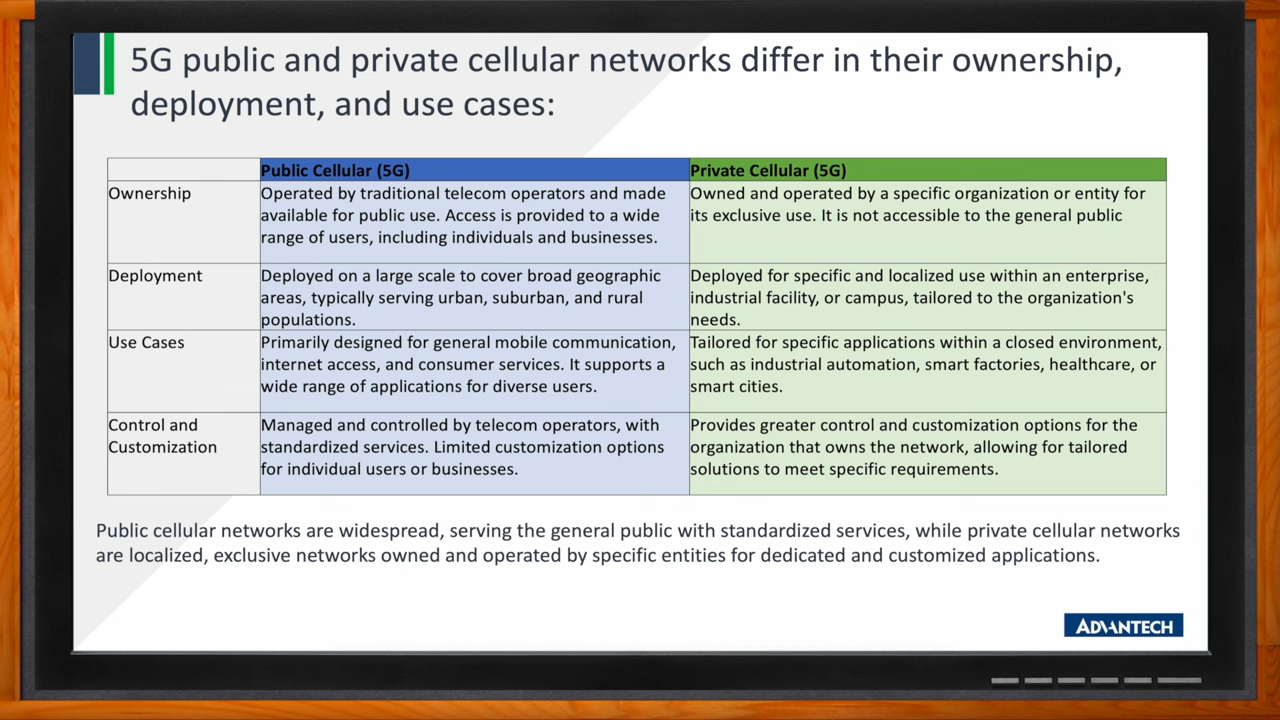 5G public and private cellular networks differ in their ownership,
deployment, and use cases:
Public Cellular (5G)
Private Cellular (5G)
Ownership
Operated by traditional telecom operators and made
available for public use. Access is provided to a wide
range of users, including individuals and businesses.
Owned and operated by a specific organization or entity for
its exclusive use. It is not accessible to the general public
Deployment
Deployed on a large scale to cover broad geographic
areas, typically serving urban, suburban, and rural
populations.
Deployed for specific and localized use within an enterprise,
industrial facility, or campus, tailored to the organization's
needs.
Use Cases
Primarily designed for general mobile communication,
internet access, and consumer services. It supports a
wide range of applications for diverse users.
Tailored for specific applications within a closed environment,
such as industrial automation, smart factories, healthcare, or
smart cities.
Control and
Customization
Managed and controlled by telecom operators, with
standardized services. Limited customization options
for individual users or businesses.
Provides greater control and customization options for the
organization that owns the network, allowing for tailored
solutions to meet specific requirements.
Public cellular networks are widespread, serving the general public with standardized services, while private cellular networks
are localized, exclusive networks owned and operated by specific entities for dedicated and customized applications.
ADVANTECH